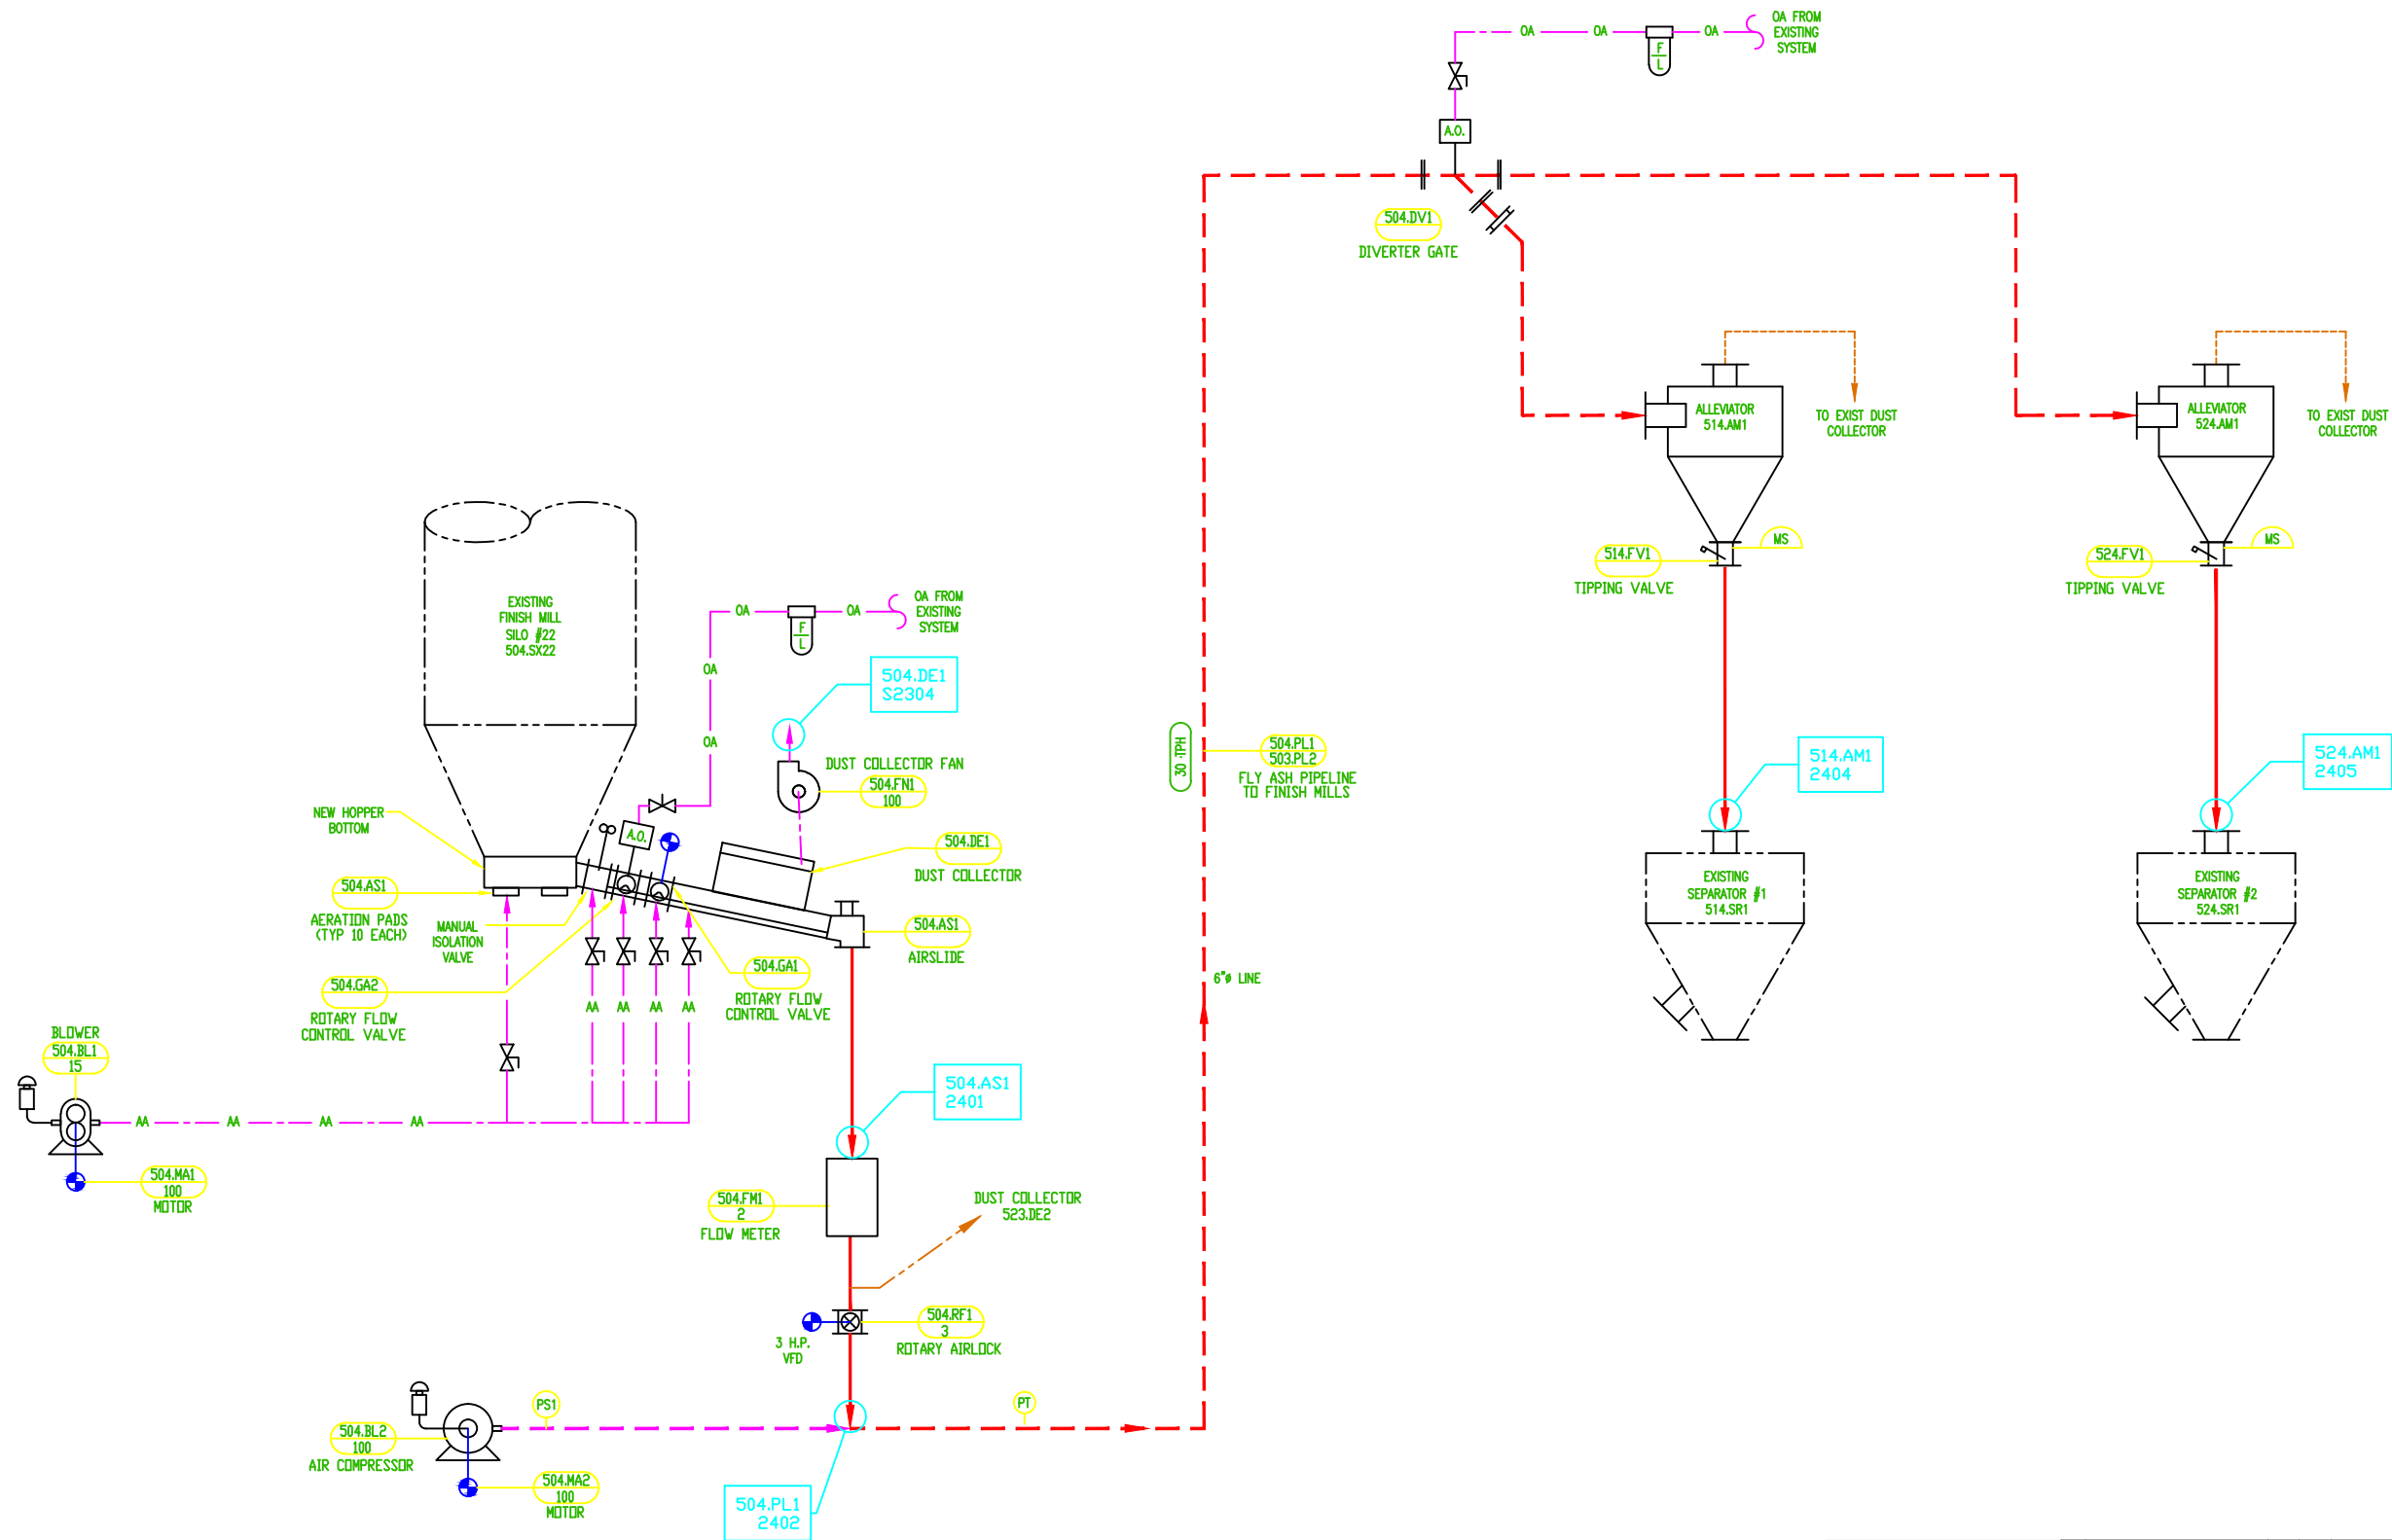 OA
OA
OA
OA FROM
EXISTING
SYSTEM
F
L
A.O.
504.DV1
DIVERTER GATE
ALLEVIATOR
514.AM1
TO EXIST DUST
COLLECTOR
ALLEVIATOR
524.AM1
TO EXIST DUST
COLLECTOR
514.FV1
TIPPING VALVE
MS
524.FV1
TIPPING VALVE
MS
EXISTING
FINISH MILL
SILO #22
504.SX22
OA
OA
OA FROM
EXISTING
SYSTEM
F
L
OA
OA
504.DE1
S2304
DUST COLLECTOR FAN
504.FN1
100
30 TPH
504.PL1
503.PL2
FLY ASH PIPELINE
TO FINISH MILLS
514.AM1
2404
524.AM1
2405
NEW HOPPER
BOTTOM
A.O.
504.DE1
DUST COLLECTOR
504.AS1
AERATION PADS
(TYP 10 EACH)
MANUAL
ISOLATION
VALVE
504.AS1
AIRSLIDE
EXISTING
SEPARATOR #1
514.SR1
EXISTING
SEPARATOR #2
524.SR1
504.GA2
ROTARY FLOW
CONTROL VALVE
504.GA1
ROTARY FLOW
CONTROL VALVE
6"ø LINE
AA
AA
AA
AA
BLOWER
504.BL1
15
AA
AA
AA
AA
504.MA1
100
MOTOR
504.AS1
2401
504.FM1
2
FLOW METER
DUST COLLECTOR
523.DE2
504.RF1
3
ROTARY AIRLOCK
3 H.P.
VFD
PS1
PT
504.BL2
100
AIR COMPRESSOR
504.MA2
100
MOTOR
504.PL1
2402